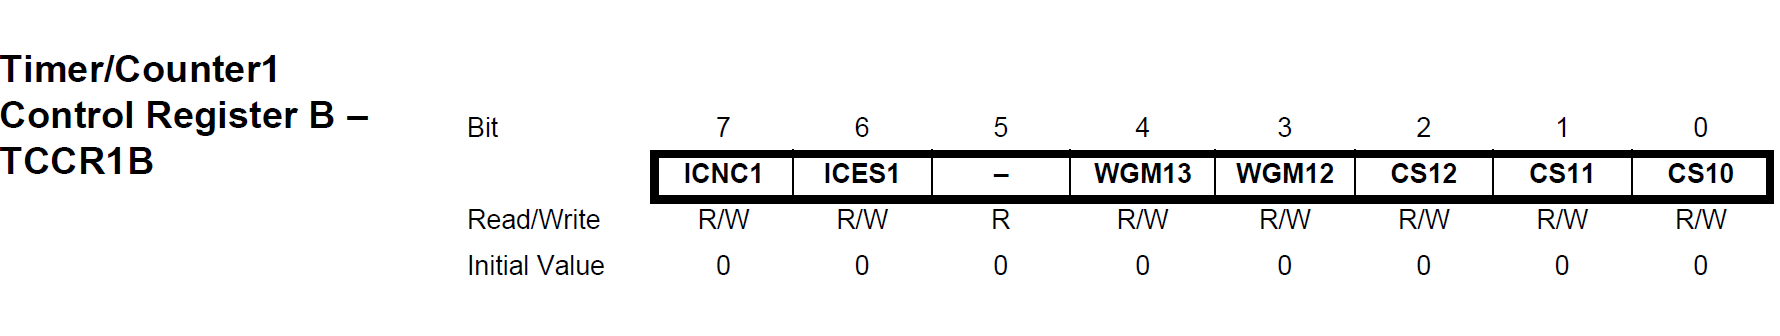 Timer/Counter1
Control Register B –
TCCR1B
Bit 7 6 5 4 3 2 1 0
ICNC1 ICES1 – WGM13 WGM12 CS12 CS11 CS10
Read/Write R/W R/W R R/W R/W R/W R/W R/W
Initial Value 0 0 0 0 0 0 0 0